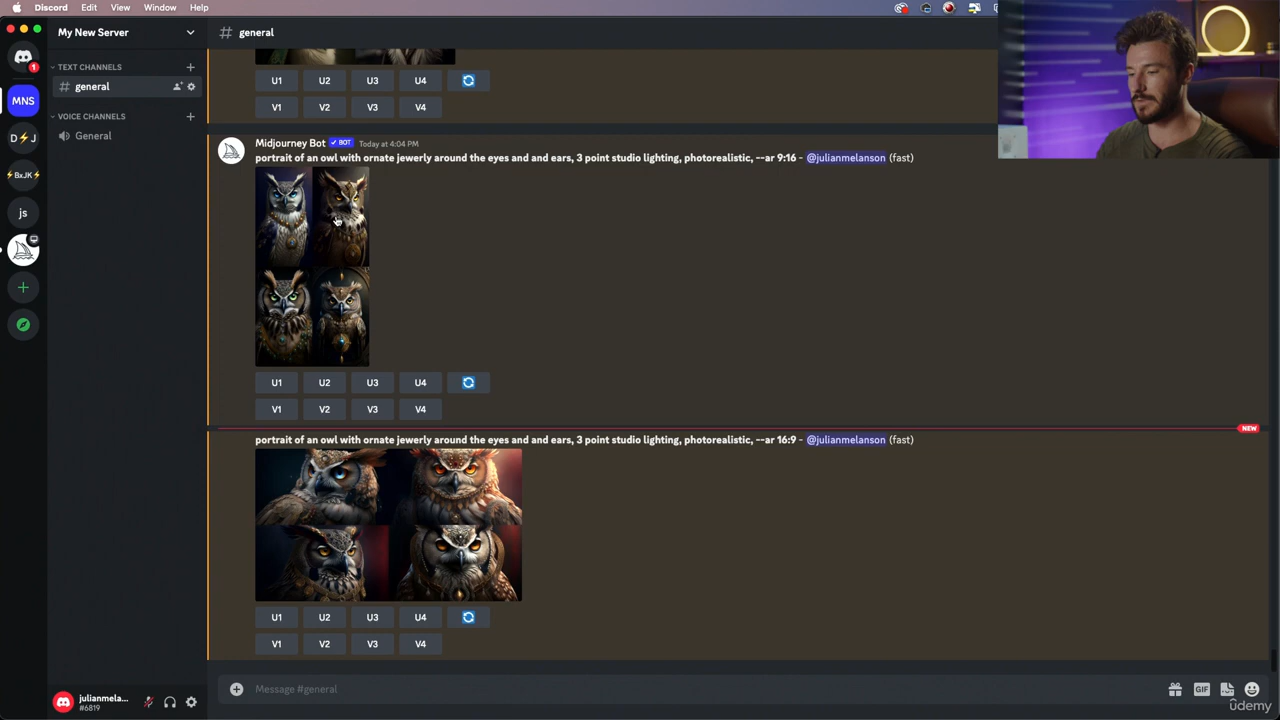 Discord Edit View Window Help
My New Server
# general
1
TEXT CHANNELS
general
MNS
VOICE CHANNELS
General
D⚡J
⚡BxJK⚡
js
U1 U2 U3 U4
V1 V2 V3 V4
Midjourney Bot ✓ BOT Today at 4:04 PM
portrait of an owl with ornate jewerly around the eyes and and ears, 3 point studio lighting, photorealistic, --ar 9:16 - @julianmelanson (fast)
U1 U2 U3 U4
V1 V2 V3 V4
NEW
portrait of an owl with ornate jewerly around the eyes and and ears, 3 point studio lighting, photorealistic, --ar 16:9 - @julianmelanson (fast)
U1 U2 U3 U4
V1 V2 V3 V4
julianmela...
#6819
Message #general
GIF
udemy